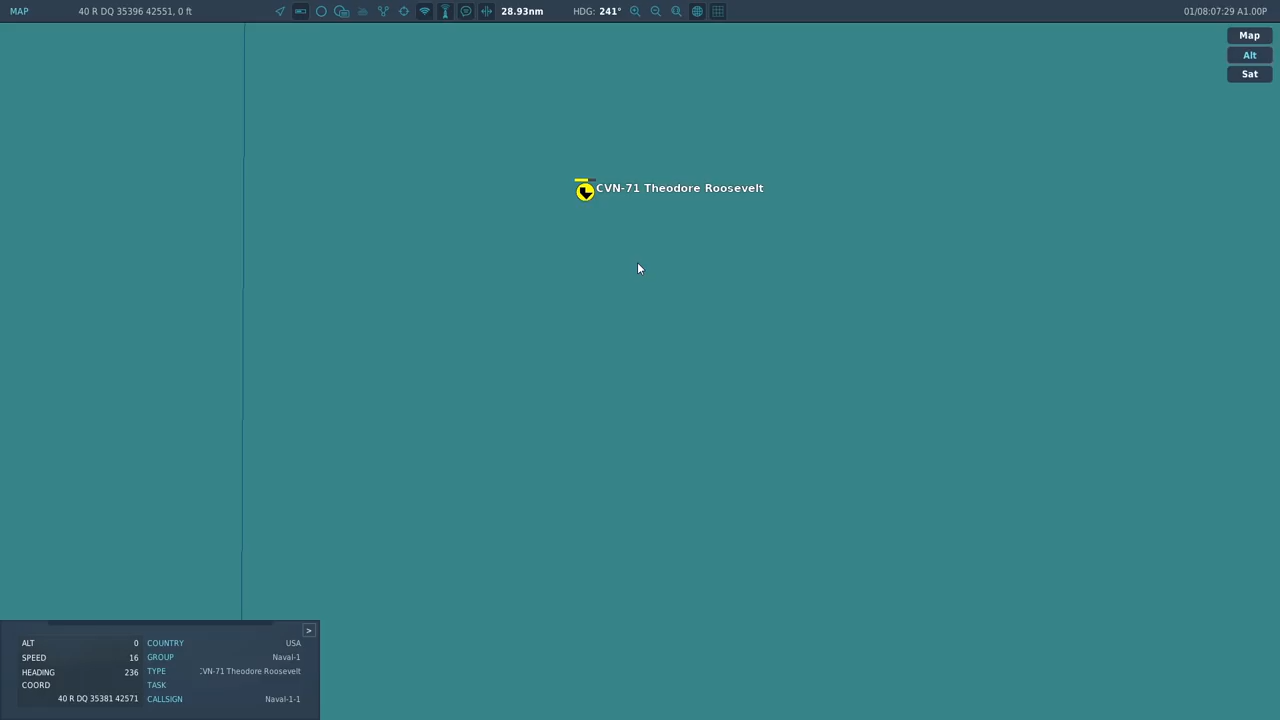 MAP 40 R DQ 35396 42551, 0 ft 28.93nm HDG: 241° 01/08:07:29 A1.00P
Map
Alt
Sat
CVN-71 Theodore Roosevelt
>
ALT 0 COUNTRY USA
SPEED 16 GROUP Naval-1
HEADING 236 TYPE CVN-71 Theodore Roosevelt
COORD TASK
40 R DQ 35381 42571 CALLSIGN Naval-1-1